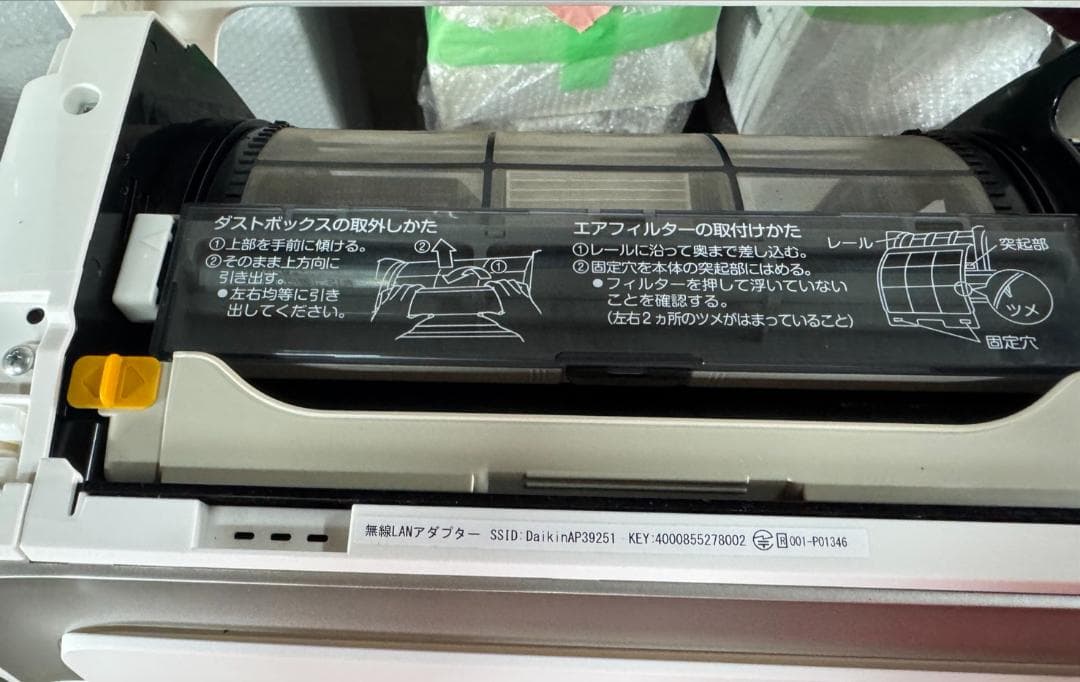 ダストボックスの取外しかた
①上部を手前に傾ける。
②そのまま上方向に
引き出す。
●左右均等に引き
出してください。
②
①
エアフィルターの取付けかた
①レールに沿って奥まで差し込む。
②固定穴を本体の突起部にはめる。
●フィルターを押して浮いていない
ことを確認する。
(左右2ヵ所のツメがはまっていること)
レール
突起部
ツメ
固定穴
無線LANアダプター SSID:DaikinAP39251 KEY:4000855278002 R 001-P01346